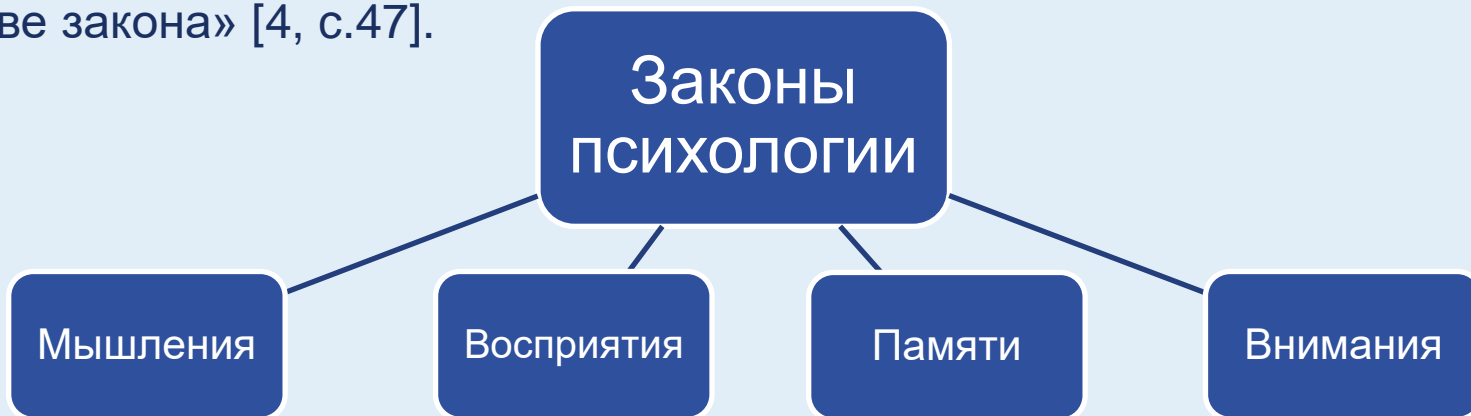 ве закона» [4, с.47].
Законы
психологии
Мышления
Восприятия
Памяти
Внимания